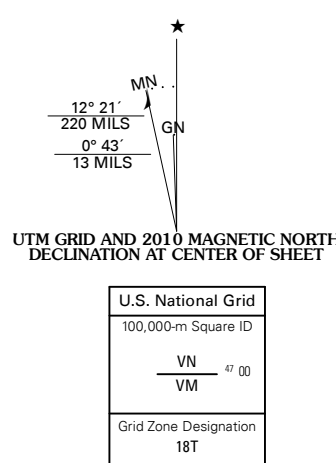 ★
MN
12° 21´
220 MILS
GN
0° 43´
13 MILS
UTM GRID AND 2010 MAGNETIC NORTH
DECLINATION AT CENTER OF SHEET
U.S. National Grid
100,000-m Square ID
VN
47 00
VM
Grid Zone Designation
18T